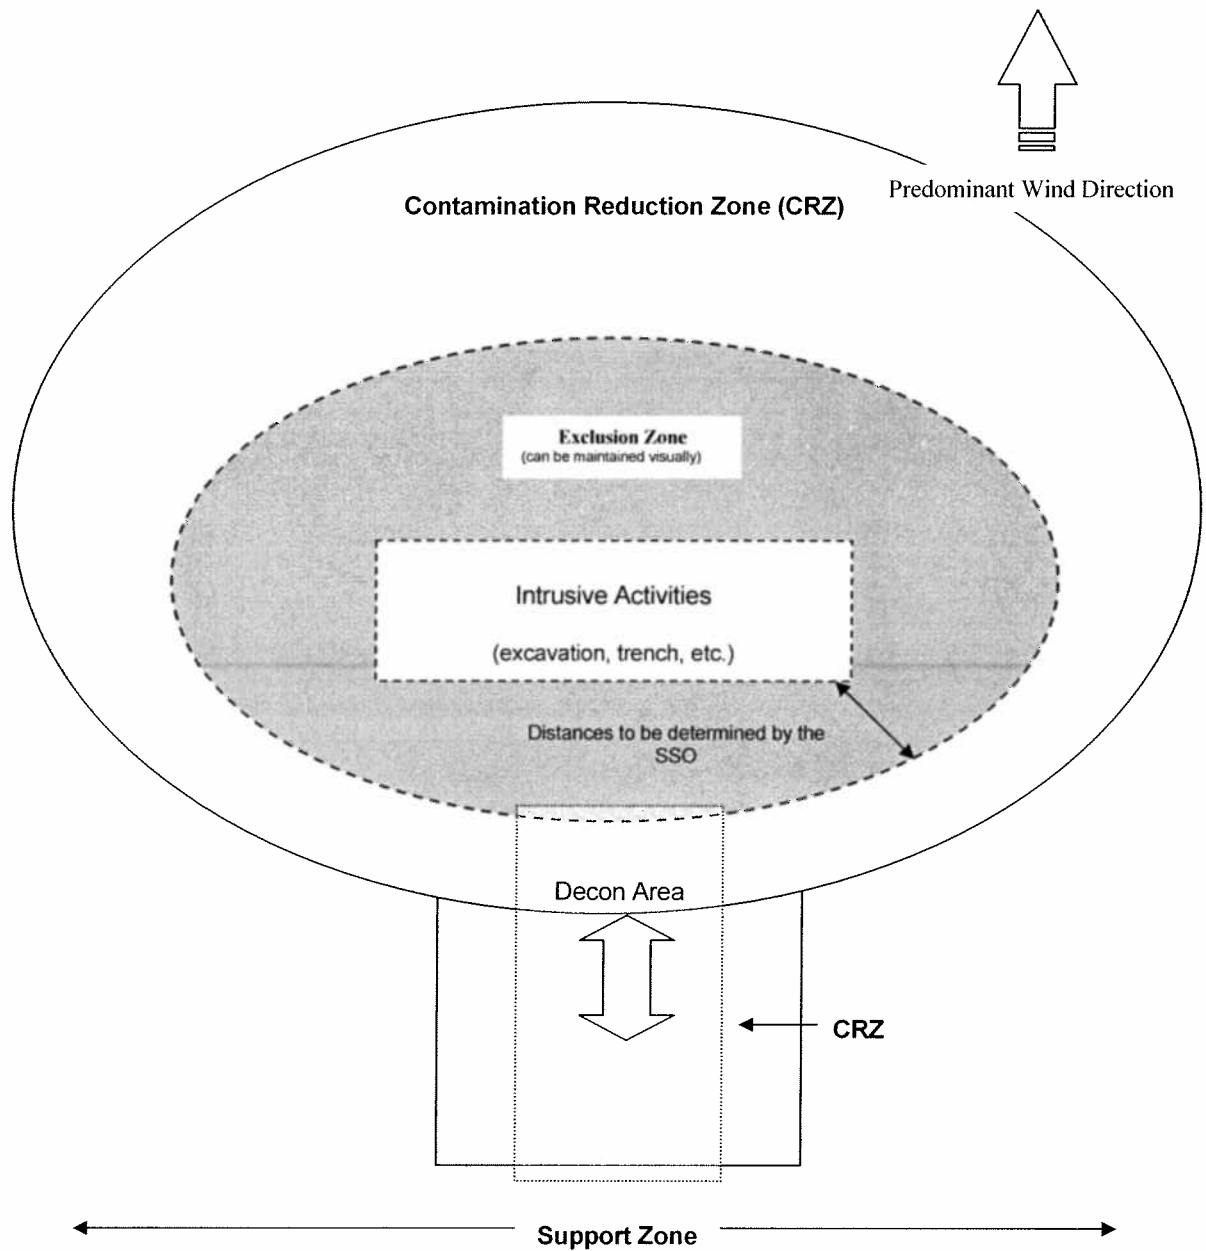 Predominant Wind Direction
Contamination Reduction Zone (CRZ)
Exclusion Zone
(can be maintained visually)
Intrusive Activities
(excavation, trench, etc.)
Distances to be determined by the
SSO
Decon Area
CRZ
Support Zone